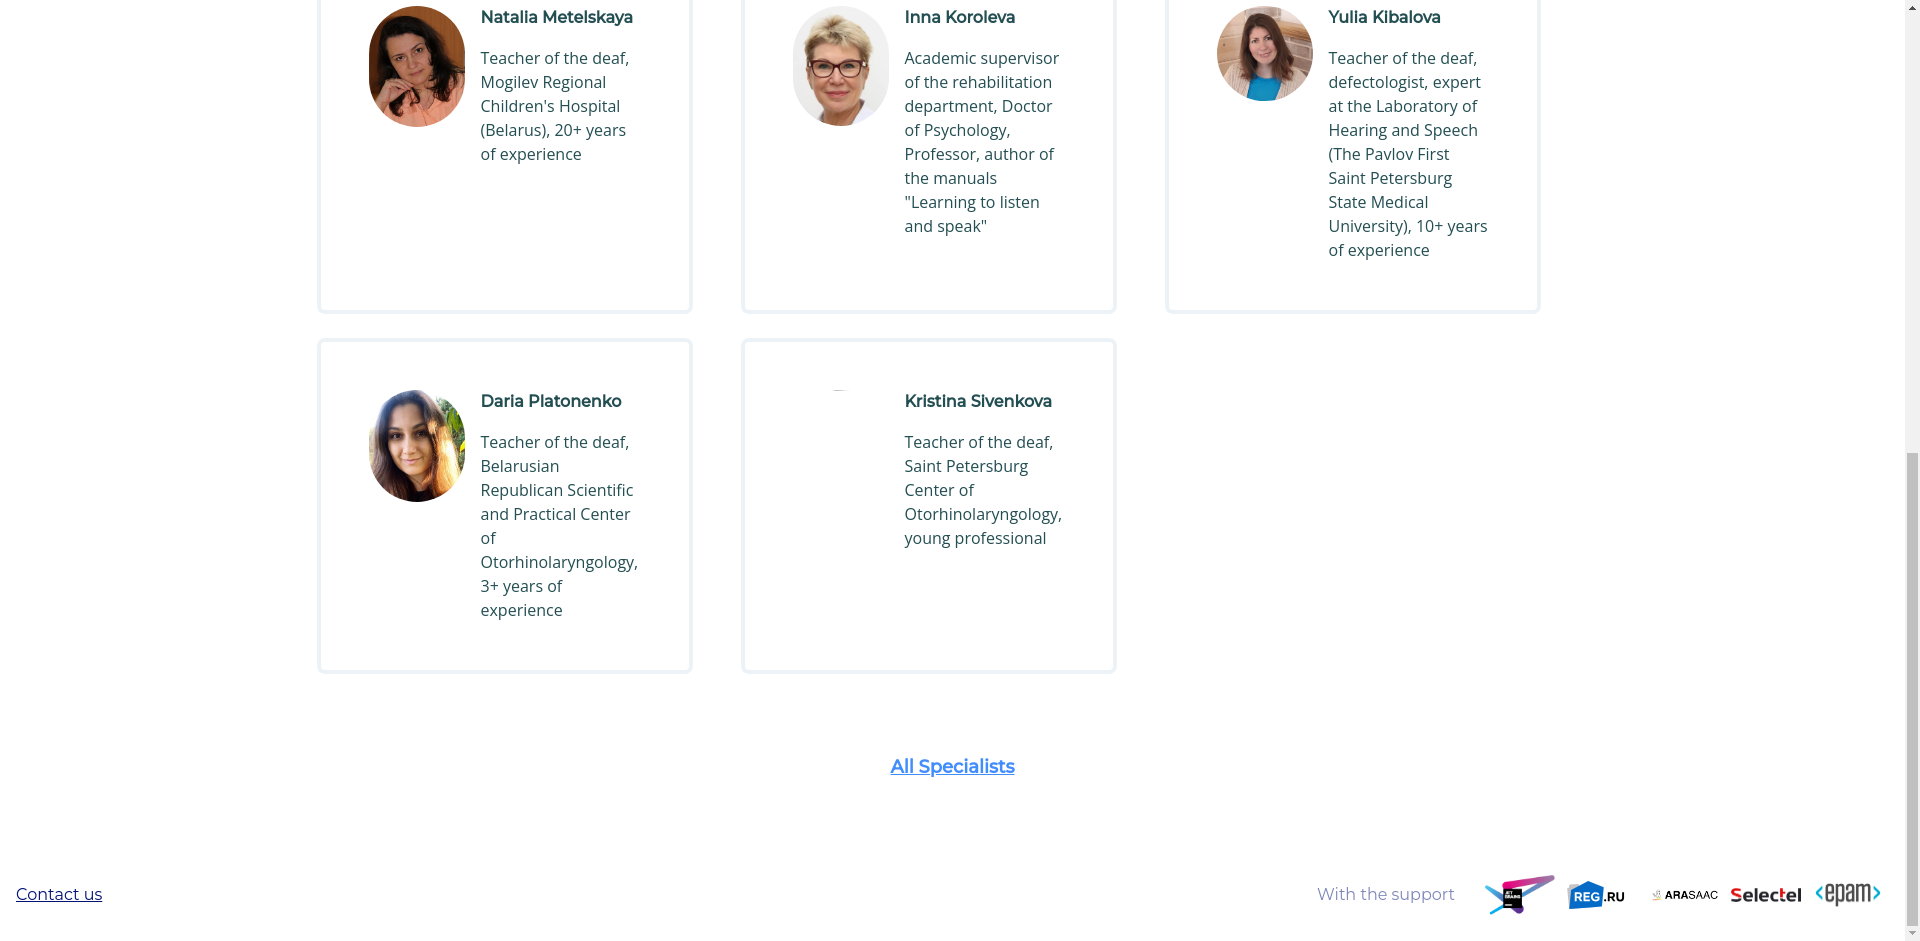 Natalia Metelskaya
Teacher of the deaf,
Mogilev Regional
Children's Hospital
(Belarus), 20+ years
of experience
Inna Koroleva
Academic supervisor
of the rehabilitation
department, Doctor
of Psychology,
Professor, author of
the manuals
"Learning to listen
and speak"
Yulia Kibalova
Teacher of the deaf,
defectologist, expert
at the Laboratory of
Hearing and Speech
(The Pavlov First
Saint Petersburg
State Medical
University), 10+ years
of experience
Daria Platonenko
Teacher of the deaf,
Belarusian
Republican Scientific
and Practical Center
of
Otorhinolaryngology,
3+ years of
experience
Kristina Sivenkova
Teacher of the deaf,
Saint Petersburg
Center of
Otorhinolaryngology,
young professional
All Specialists
Contact us
With the support
JET
BRAINS
REG.RU
ARASAAC
Selectel
<epam>